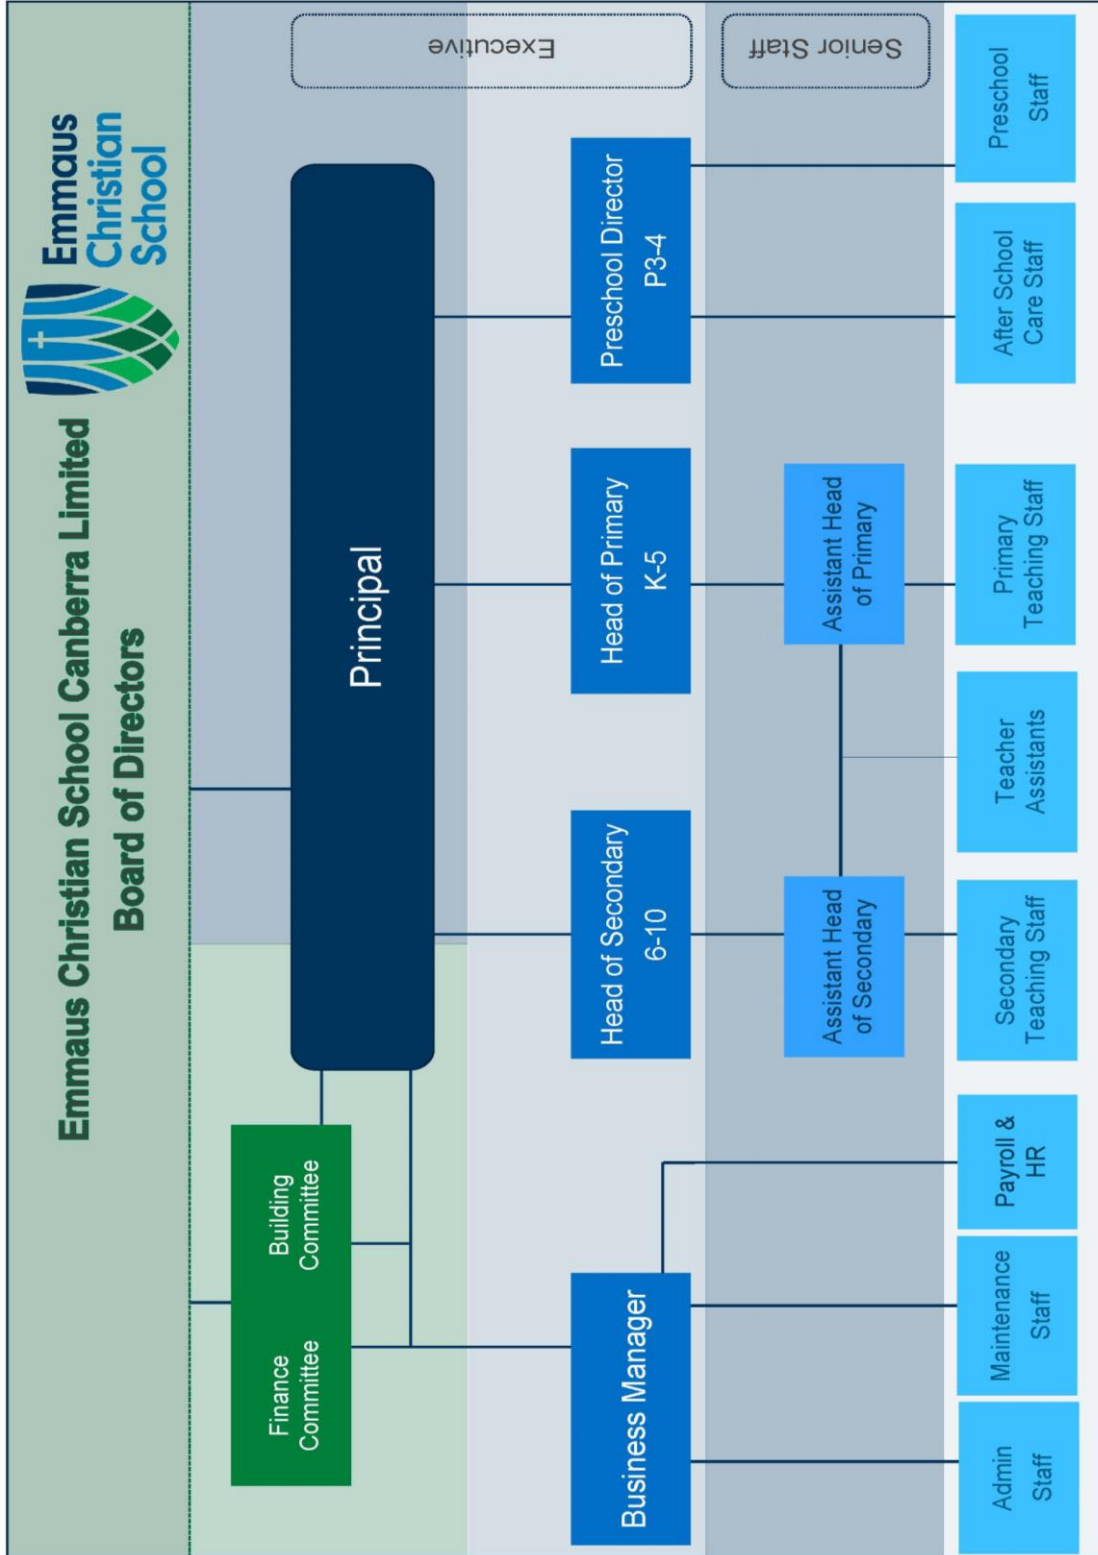 Emmaus Christian School Canberra Limited
Board of Directors
Emmaus
Christian
School
Finance
Committee
Building
Committee
Principal
Executive
Business Manager
Head of Secondary
6-10
Head of Primary
K-5
Preschool Director
P3-4
Senior Staff
Assistant Head
of Secondary
Assistant Head
of Primary
Admin
Staff
Maintenance
Staff
Payroll &
HR
Secondary
Teaching Staff
Teacher
Assistants
Primary
Teaching Staff
After School
Care Staff
Preschool
Staff